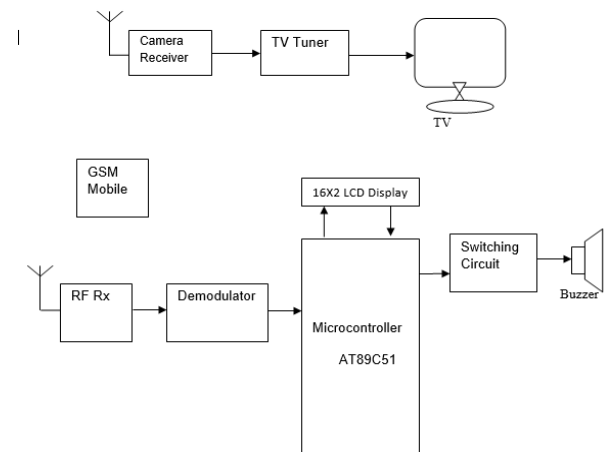 Camera
Receiver
TV Tuner
TV
GSM
Mobile
16X2 LCD Display
Switching
Circuit
Buzzer
RF Rx
Demodulator
Microcontroller
AT89C51